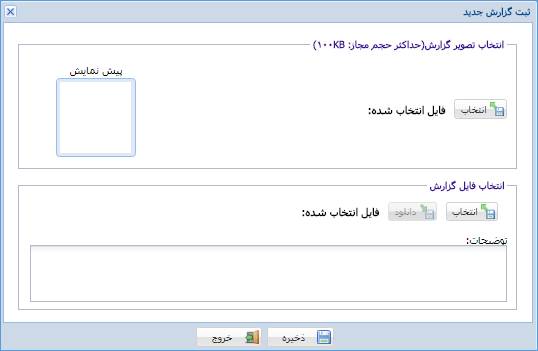 ثبت گزارش جدید
انتخاب تصویر گزارش(حداکثر حجم مجاز: ۱۰۰KB)
پیش نمایش
انتخاب
فایل انتخاب شده:
انتخاب فایل گزارش
انتخاب
دانلود
فایل انتخاب شده:
توضیحات:
ذخیره
خروج